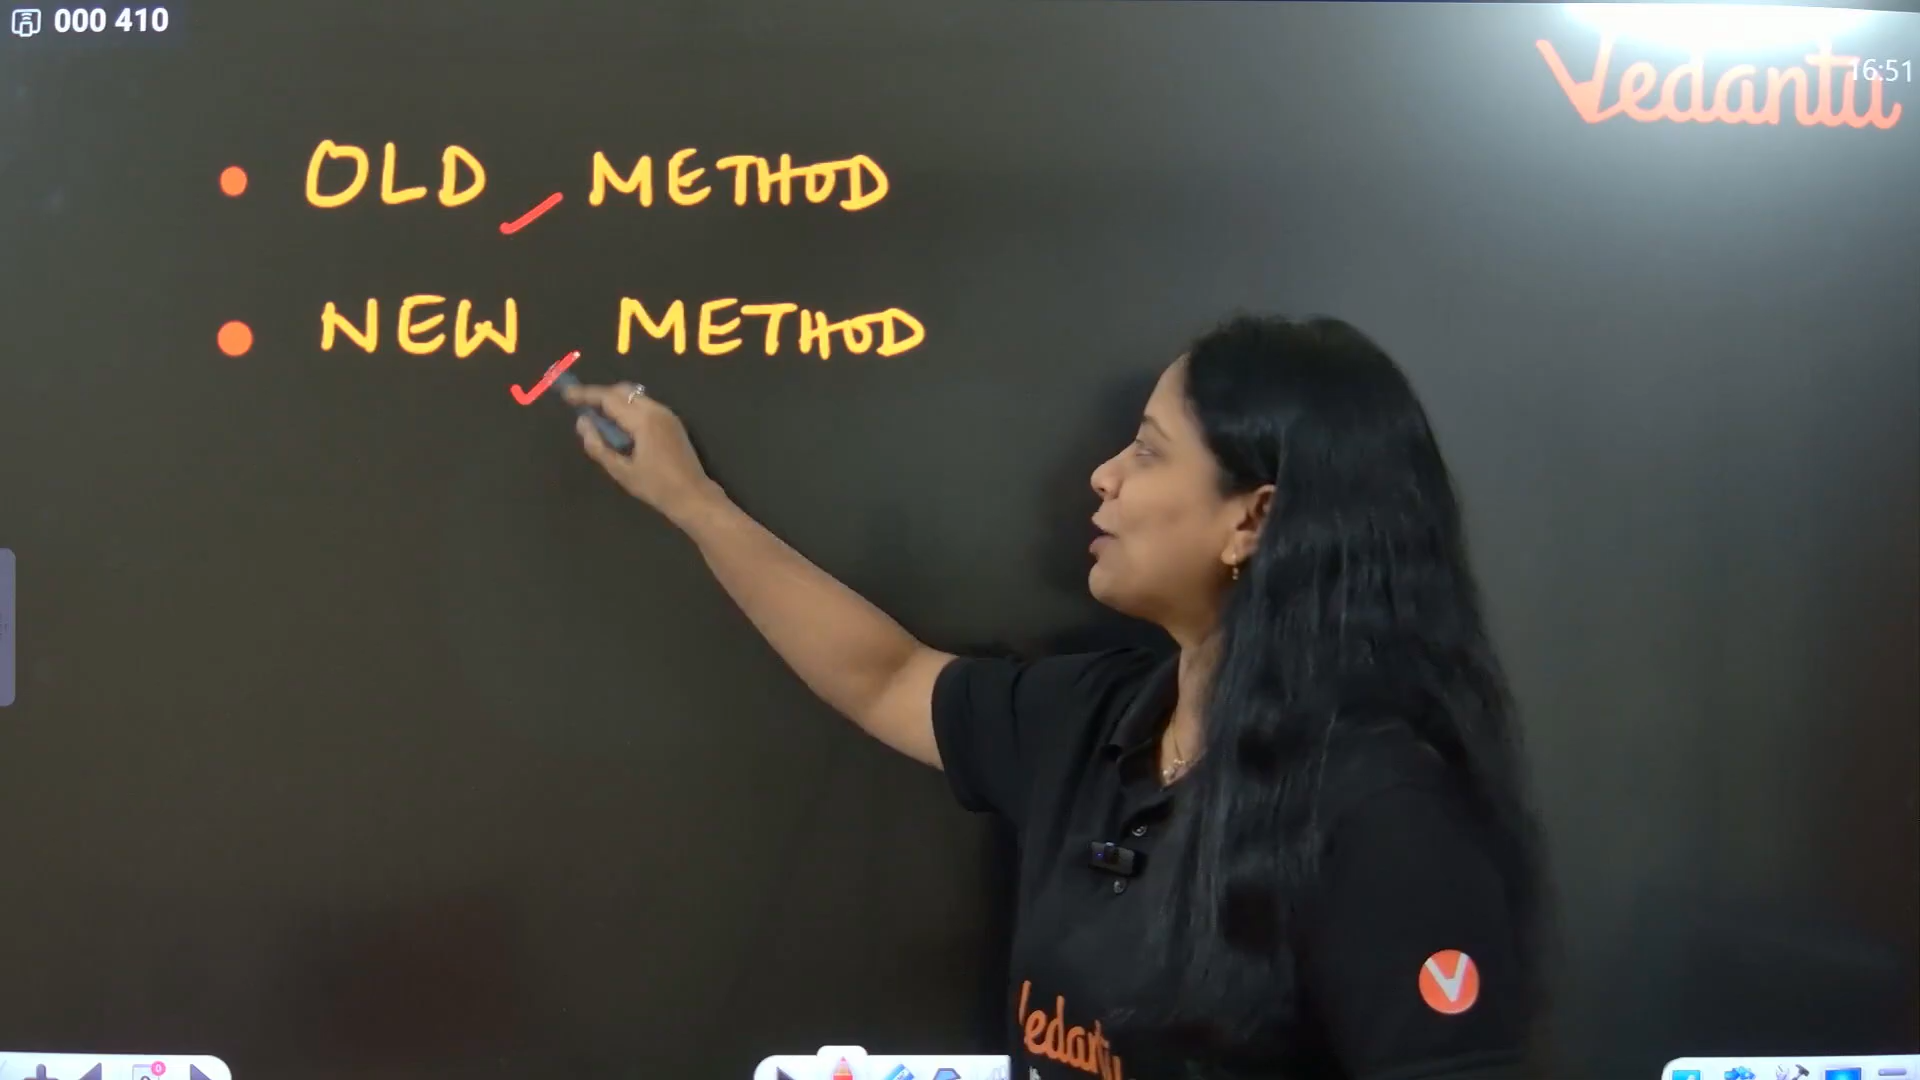 000 410
Vedantu
16:51
• OLD METHOD
• NEW METHOD
Vedantu